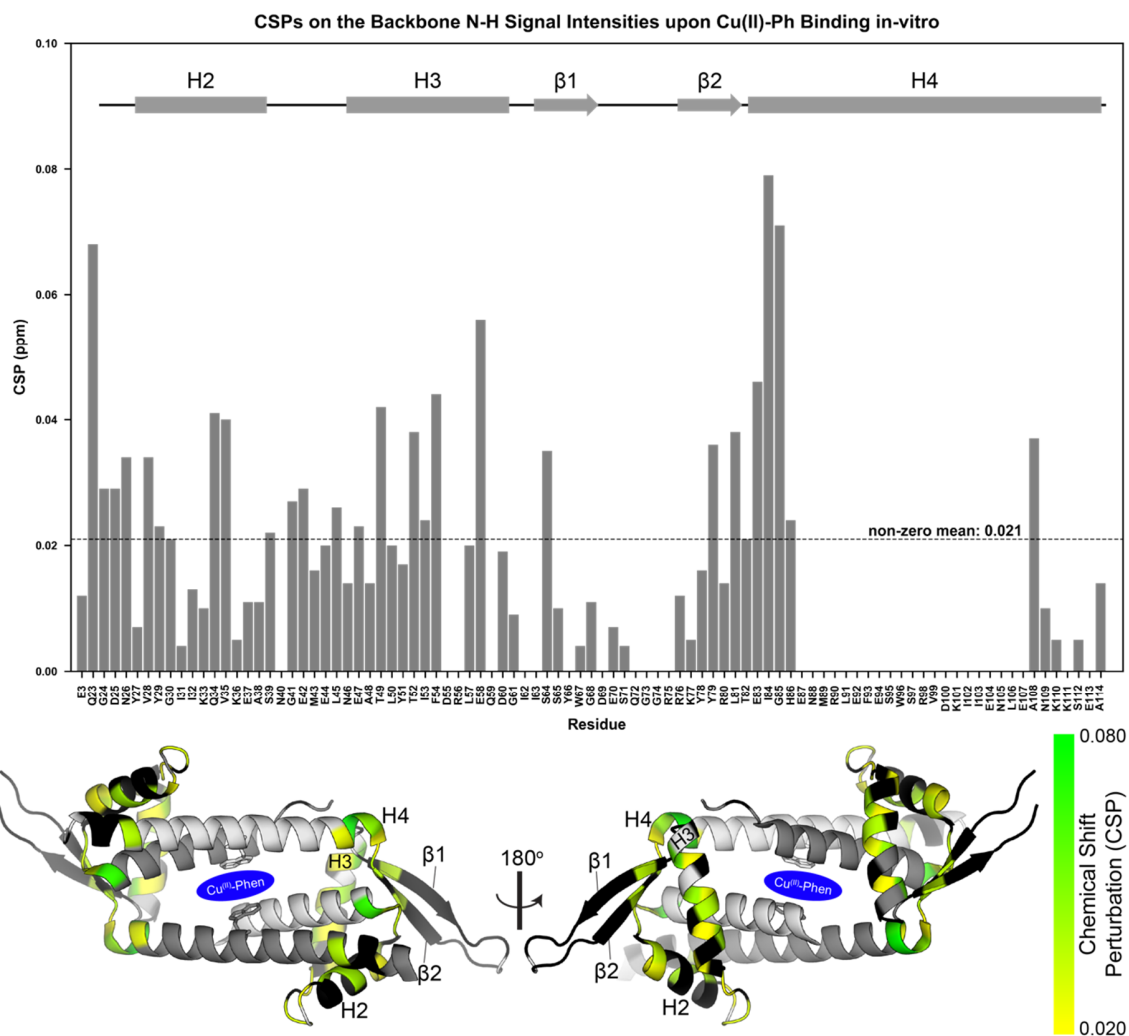 CSPs on the Backbone N-H Signal Intensities upon Cu(II)-Ph Binding in-vitro
0.10
0.08
0.06
0.04
0.02
0.00
CSP (ppm)
H2
H3
β1
β2
H4
non-zero mean: 0.021
E3 Q23 G24 D25 N26 Y27 V28 Y29 G30 I31 I32 K33 Q34 V35 K36 E37 A38 S39 N40 G41 E42 M43 E44 L45 N46 E47 A48 T49 L50 Y51 T52 I53 F54 D55 R56 L57 E58 Q59 D60 G61 I62 I63 S64 S65 Y66 W67 G68 D69 E70 S71 Q72 G73 G74 R75 R76 K77 Y78 Y79 R80 L81 T82 E83 I84 G85 H86 E87 N88 M89 R90 L91 E92 F93 E94 S95 W96 S97 R98 V99 D100 K101 I102 I103 E104 N105 L106 E107 A108 N109 K110 K111 S112 E113 A114
Residue
H4
H3
β1
Cu(II)-Phen
β2
H2
180°
H4
H3
β1
Cu(II)-Phen
β2
H2
0.080
Chemical Shift
Perturbation (CSP)
0.020